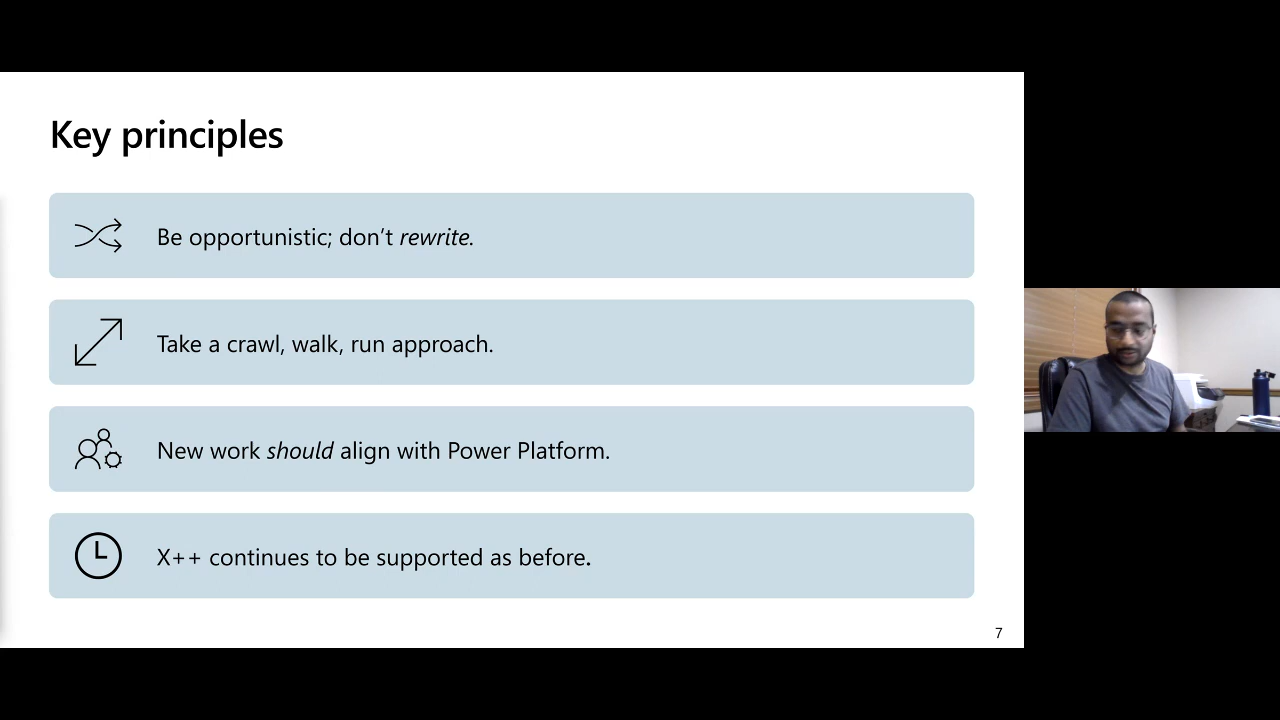 Key principles
Be opportunistic; don’t rewrite.
Take a crawl, walk, run approach.
New work should align with Power Platform.
X++ continues to be supported as before.
7